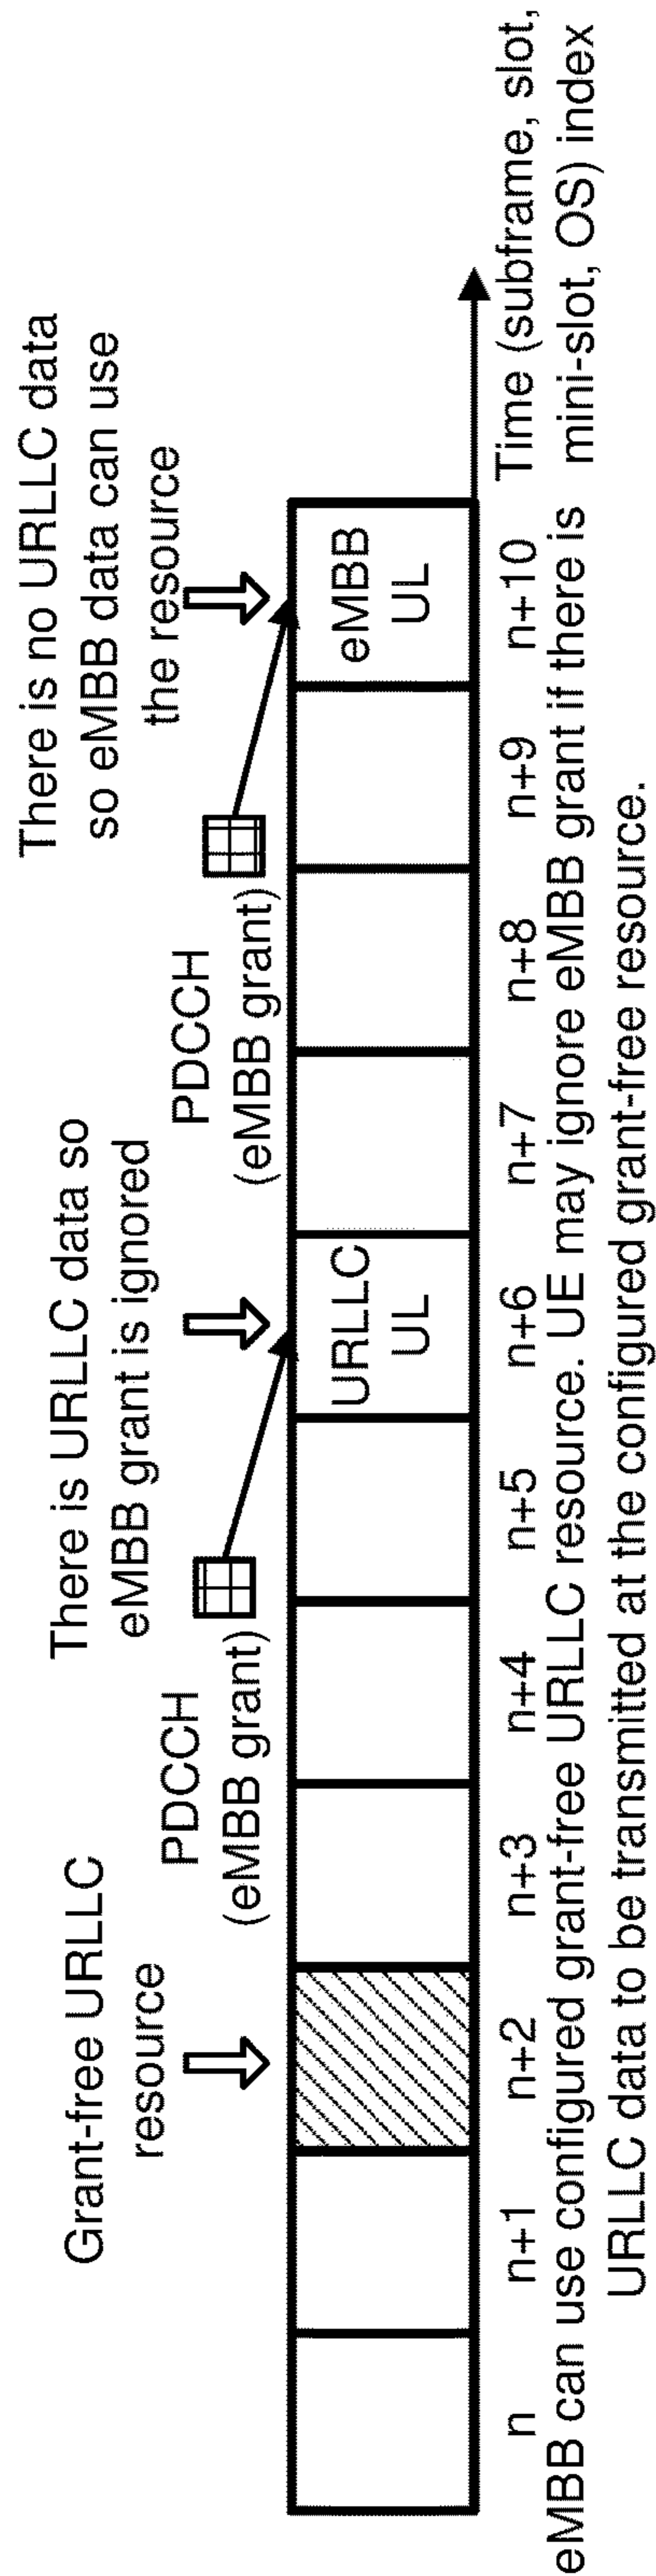 Grant-free URLLC
resource
There is URLLC data so
eMBB grant is ignored
There is no URLLC data
so eMBB data can use
the resource
PDCCH
(eMBB grant)
PDCCH
(eMBB grant)
URLLC
UL
eMBB
UL
n n+1 n+2 n+3 n+4 n+5 n+6 n+7 n+8 n+9 n+10
Time (subframe, slot,
mini-slot, OS) index
eMBB can use configured grant-free URLLC resource. UE may ignore eMBB grant if there is
URLLC data to be transmitted at the configured grant-free resource.